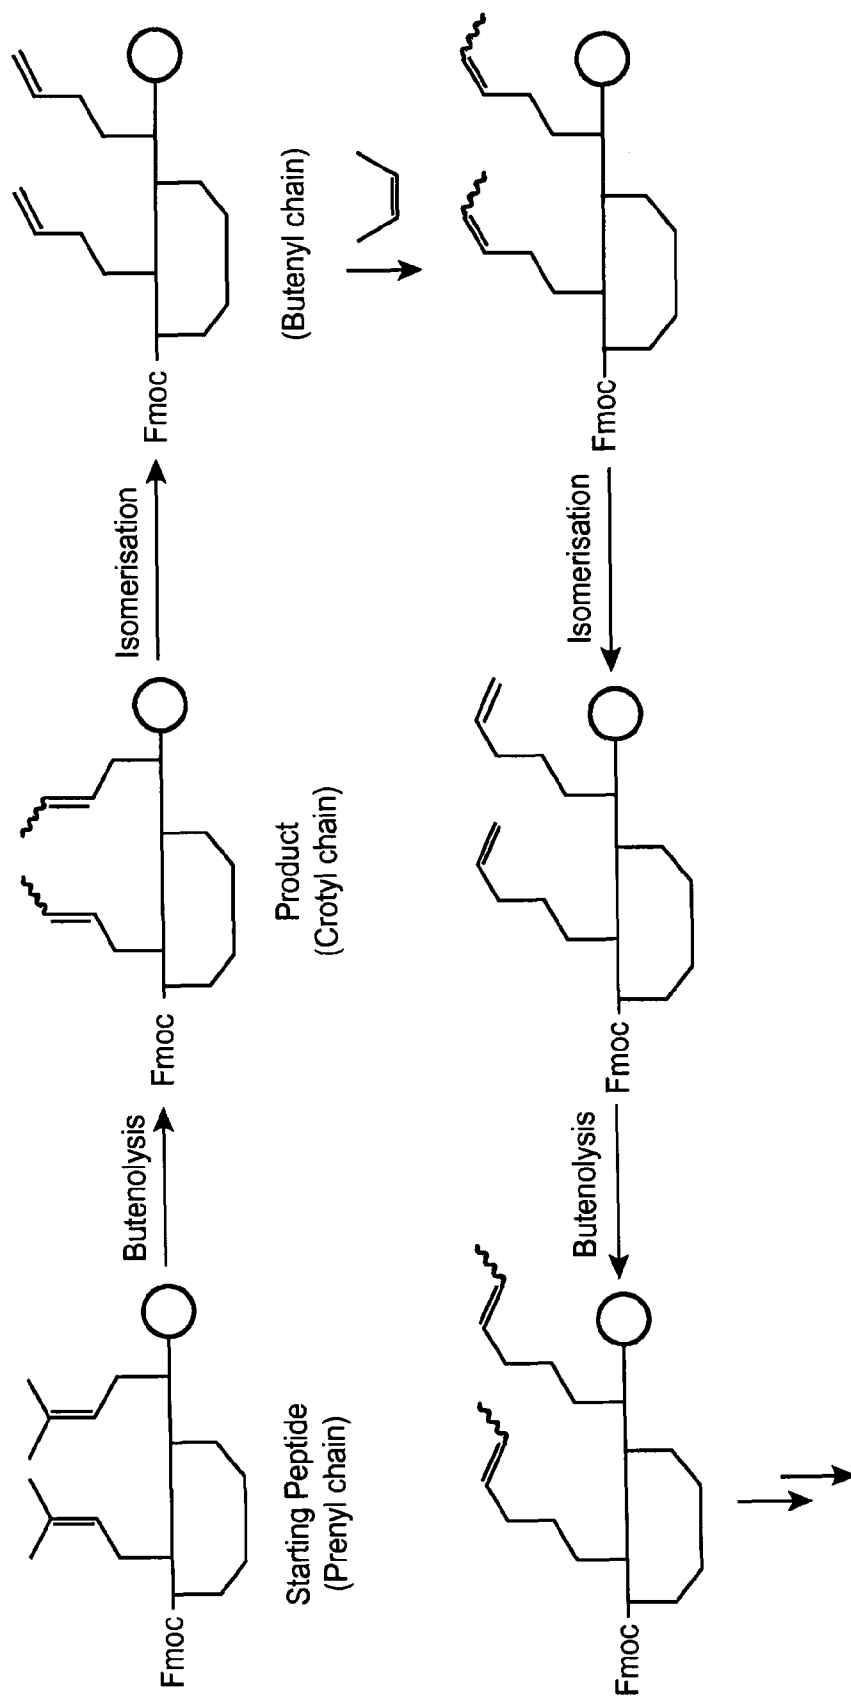 Fmoc
Starting Peptide
(Prenyl chain)
Butenolysis
Fmoc
Product
(Crotyl chain)
Isomerisation
Fmoc
(Butenyl chain)
Fmoc
Isomerisation
Fmoc
Butenolysis
Fmoc